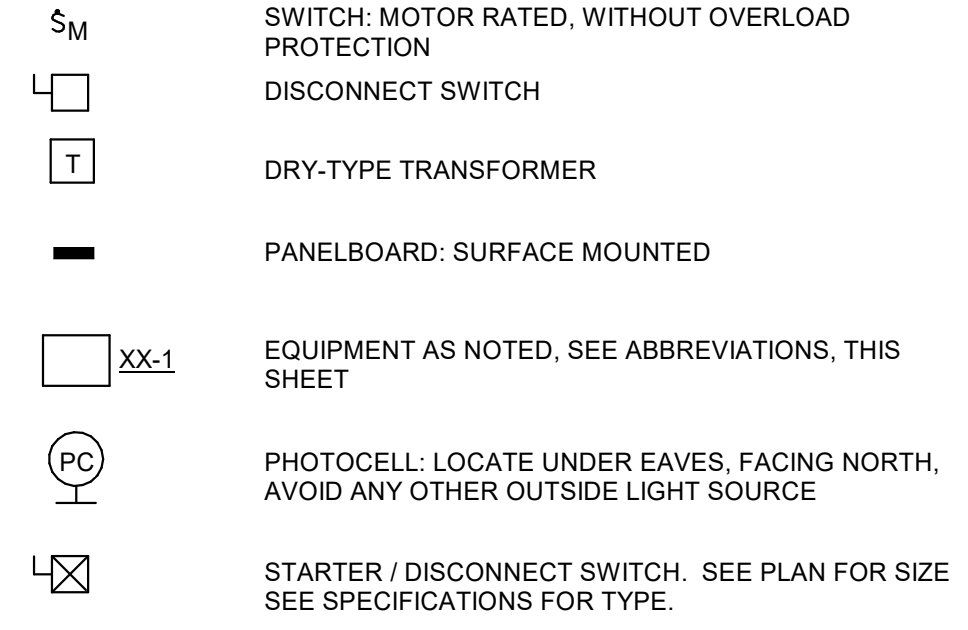 SM SWITCH: MOTOR RATED, WITHOUT OVERLOAD
PROTECTION
DISCONNECT SWITCH
T DRY-TYPE TRANSFORMER
PANELBOARD: SURFACE MOUNTED
XX-1 EQUIPMENT AS NOTED, SEE ABBREVIATIONS, THIS
SHEET
PC PHOTOCELL: LOCATE UNDER EAVES, FACING NORTH,
AVOID ANY OTHER OUTSIDE LIGHT SOURCE
STARTER / DISCONNECT SWITCH. SEE PLAN FOR SIZE
SEE SPECIFICATIONS FOR TYPE.